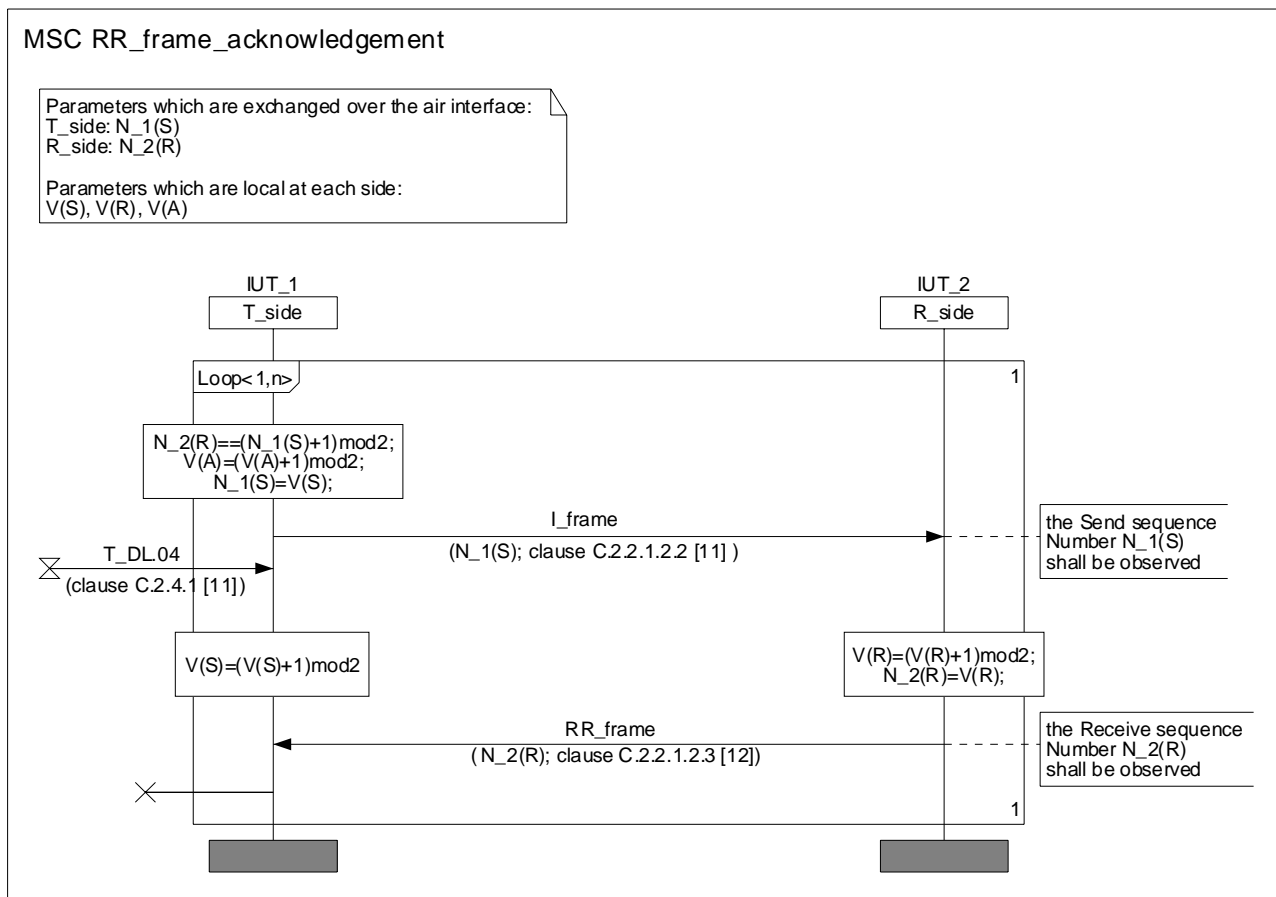 MSC RR_frame_acknowledgement
Parameters which are exchanged over the air interface:
T_side: N_1(S)
R_side: N_2(R)
Parameters which are local at each side:
V(S), V(R), V(A)
IUT_1
T_side
IUT_2
R_side
Loop<1,n>
1
N_2(R)==(N_1(S)+1)mod2;
V(A)=(V(A)+1)mod2;
N_1(S)=V(S);
I_frame
(N_1(S); clause C.2.2.1.2.2 [11] )
the Send sequence
Number N_1(S)
shall be observed
T_DL.04
(clause C.2.4.1 [11])
V(S)=(V(S)+1)mod2
V(R)=(V(R)+1)mod2;
N_2(R)=V(R);
RR_frame
( N_2(R); clause C.2.2.1.2.3 [12])
the Receive sequence
Number N_2(R)
shall be observed
1